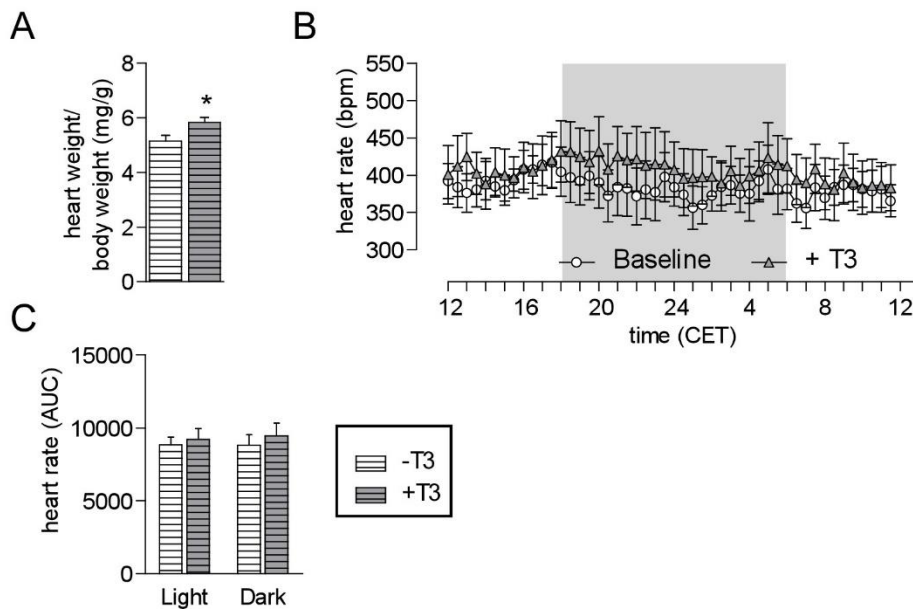 A
heart weight/
body weight (mg/g)
8
6
4
2
0
*
B
heart rate (bpm)
550
500
450
400
350
300
Baseline
+ T3
12 16 20 24 4 8 12
time (CET)
C
heart rate (AUC)
15000
10000
5000
0
Light Dark
-T3
+T3